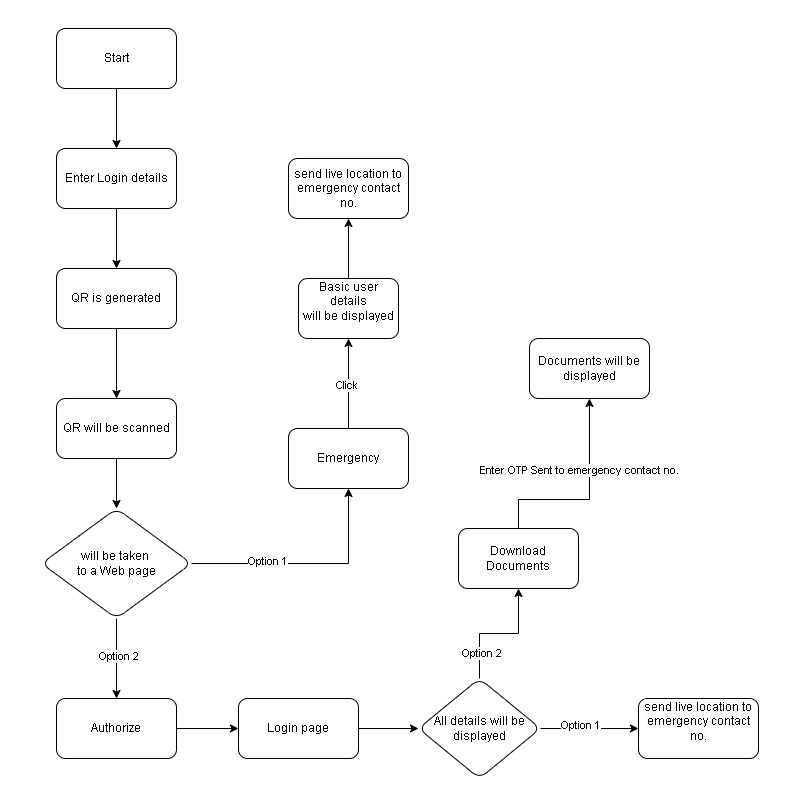 Start
Enter Login details
send live location to
emergency contact
no.
QR is generated
Basic user
details
will be displayed
Documents will be
displayed
Click
QR will be scanned
Emergency
Enter OTP Sent to emergency contact no.
will be taken
to a Web page
Option 1
Download
Documents
Option 2
Option 2
Authorize
Login page
All details will be
displayed
Option 1
send live location to
emergency contact
no.